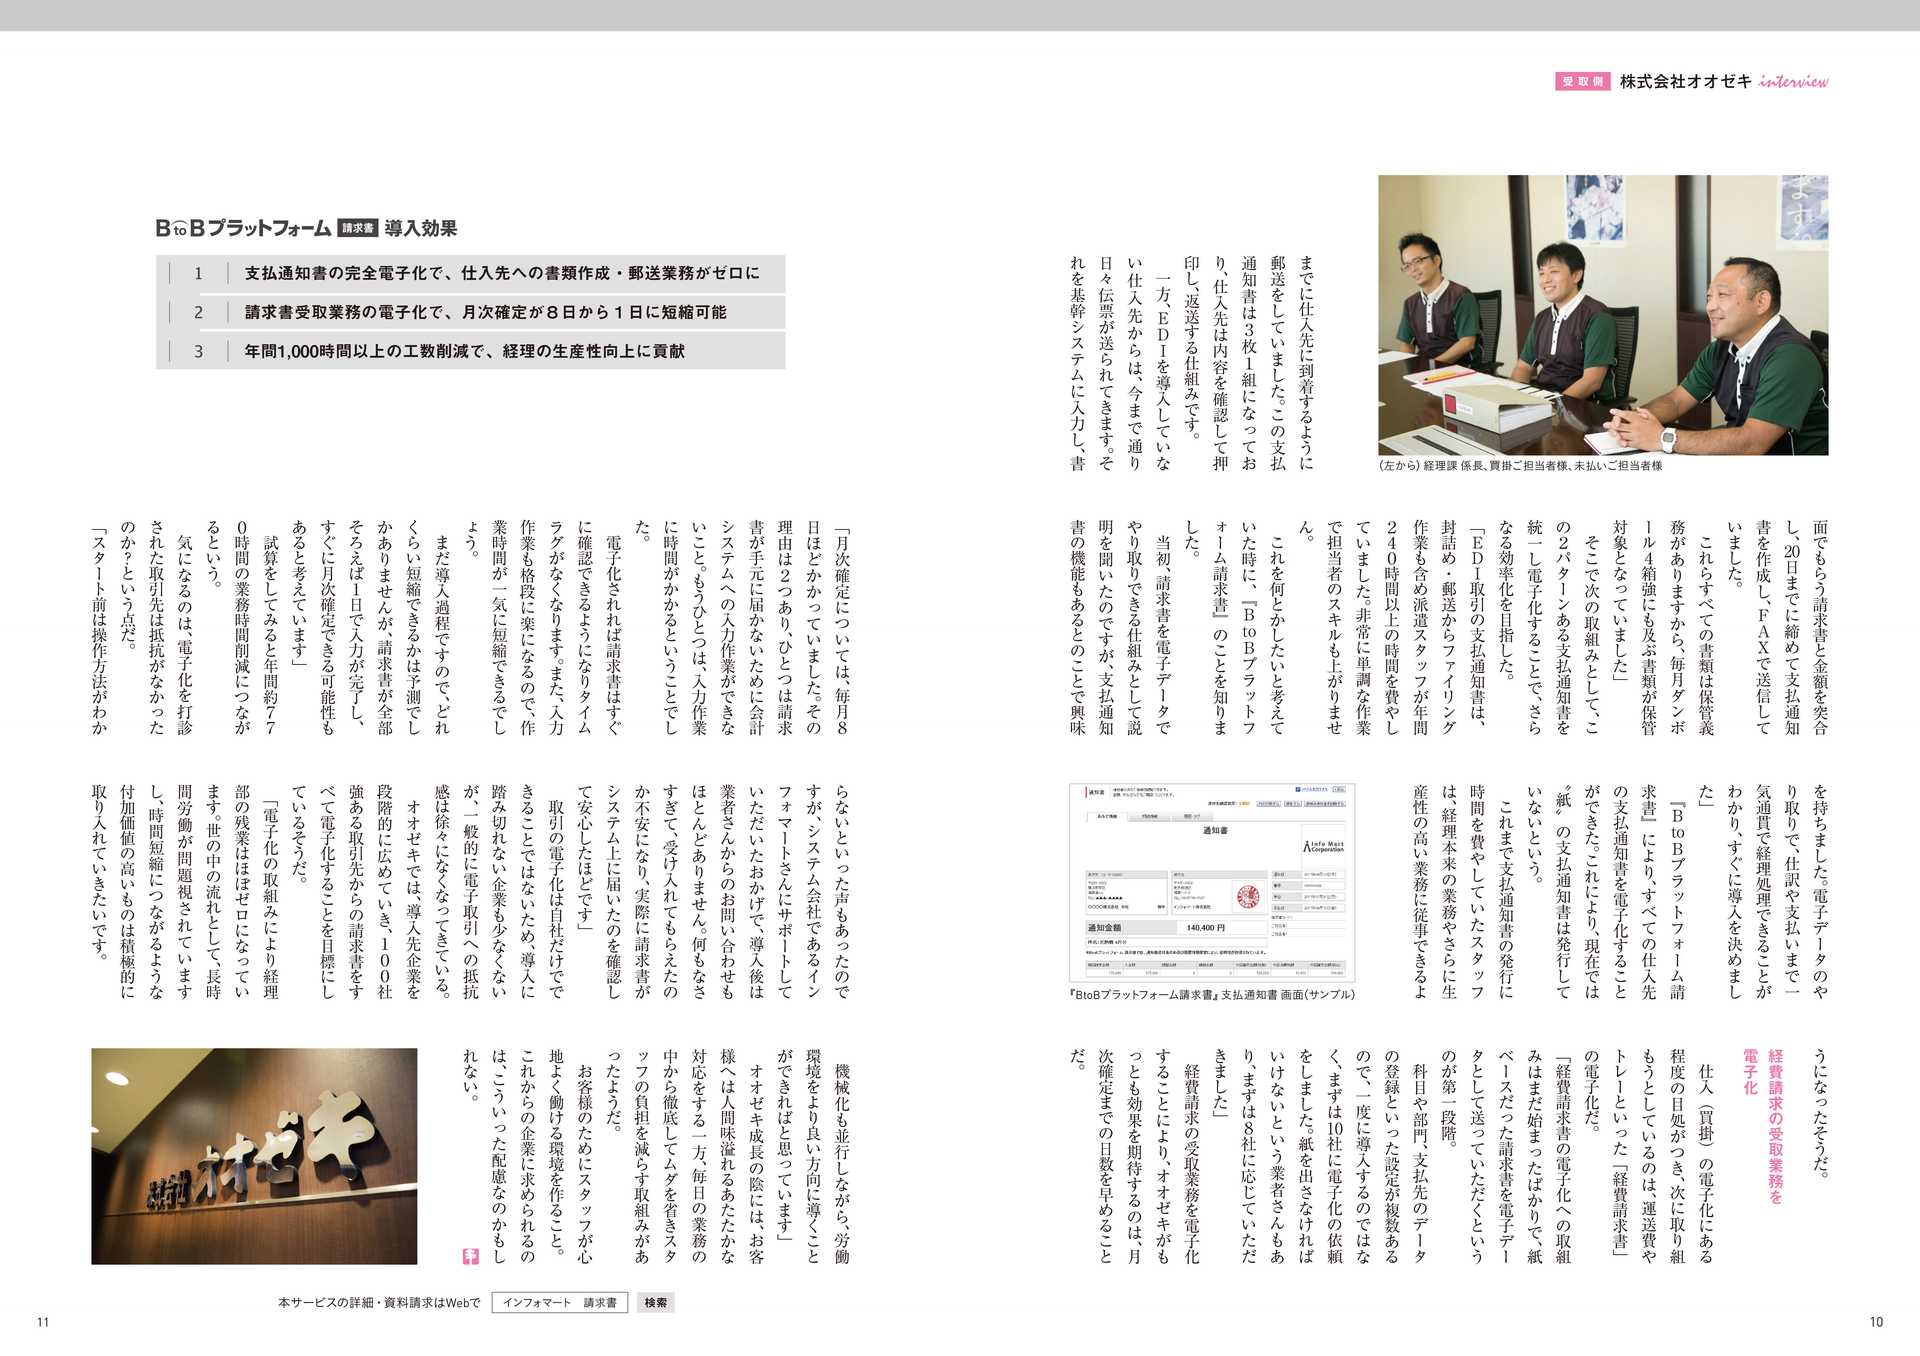 受取側 株式会社オオゼキ interview
(左から) 経理課 係長、買掛ご担当者様、未払いご担当者様
までに仕入先に到着するように
郵送をしていました。この支払
通知書は3枚1組になってお
り、仕入先は内容を確認して押
印し、返送する仕組みです。
一方、EDIを導入していな
い仕入先からは、今まで通り
日々伝票が送られてきます。そ
れを基幹システムに入力し、書
面でもらう請求書と金額を突合
し、20日までに締めて支払通知
書を作成し、FAXで送信して
いました。
これらすべての書類は保管義
務がありますから、毎月ダンボ
ール4箱強にも及ぶ書類が保管
対象となっていました」
そこで次の取組みとして、こ
の2パターンある支払通知書を
統一し電子化することで、さら
なる効率化を目指した。
「EDI取引の支払通知書は、
封詰め・郵送からファイリング
作業も含め派遣スタッフが年間
240時間以上の時間を費やし
ていました。非常に単調な作業
で担当者のスキルも上がりませ
ん。
これを何とかしたいと考えて
いた時に、『BtoBプラットフ
ォーム請求書』のことを知りま
した。
当初、請求書を電子データで
やり取りできる仕組みとして説
明を聞いたのですが、支払通知
書の機能もあるとのことで興味
を持ちました。電子データのや
り取りで、仕訳や支払いまで一
気通貫で経理処理できることが
わかり、すぐに導入を決めまし
た」
『BtoBプラットフォーム請
求書』により、すべての仕入先
の支払通知書を電子化すること
ができた。これにより、現在では
〝紙〟の支払通知書は発行して
いないという。
これまで支払通知書の発行に
時間を費やしていたスタッフ
は、経理本来の業務やさらに生
産性の高い業務に従事できるよ
通知書
通知書
Info Mart
Corporation
通知金額
140,400 円
『BtoBプラットフォーム請求書』 支払通知書 画面(サンプル)
うになったそうだ。
経費請求の受取業務を
電子化
仕入(買掛)の電子化にある
程度の目処がつき、次に取り組
もうとしているのは、運送費や
トレーといった「経費請求書」
の電子化だ。
「経費請求書の電子化への取組
みはまだ始まったばかりで、紙
ベースだった請求書を電子デー
タとして送っていただくという
のが第一段階。
科目や部門、支払先のデータ
の登録といった設定が複数ある
ので、一度に導入するのではな
く、まずは10社に電子化の依頼
をしました。紙を出さなければ
いけないという業者さんもあ
り、まずは8社に応じていただ
きました」
経費請求の受取業務を電子化
することにより、オオゼキがも
っとも効果を期待するのは、月
次確定までの日数を早めること
だ。
10
BtoBプラットフォーム 請求書 導入効果
1 支払通知書の完全電子化で、仕入先への書類作成・郵送業務がゼロに
2 請求書受取業務の電子化で、月次確定が8日から1日に短縮可能
3 年間1,000時間以上の工数削減で、経理の生産性向上に貢献
「月次確定については、毎月8
日ほどかかっていました。その
理由は2つあり、ひとつは請求
書が手元に届かないために会計
システムへの入力作業ができな
いこと。もうひとつは、入力作業
に時間がかかるということでし
た。
電子化されれば請求書はすぐ
に確認できるようになりタイム
ラグがなくなります。また、入力
作業も格段に楽になるので、作
業時間が一気に短縮できるでし
ょう。
まだ導入過程ですので、どれ
くらい短縮できるかは予測でし
かありませんが、請求書が全部
そろえば1日で入力が完了し、
すぐに月次確定できる可能性も
あると考えています」
試算をしてみると年間約77
0時間の業務時間削減につなが
るという。
気になるのは、電子化を打診
された取引先は抵抗がなかった
のか?という点だ。
「スタート前は操作方法がわか
らないといった声もあったので
すが、システム会社であるイン
フォマートさんにサポートして
いただいたおかげで、導入後は
業者さんからのお問い合わせも
ほとんどありません。何もなさ
すぎて、受け入れてもらえたの
か不安になり、実際に請求書が
システム上に届いたのを確認し
て安心したほどです」
取引の電子化は自社だけでで
きることではないため、導入に
踏み切れない企業も少なくない
が、一般的に電子取引への抵抗
感は徐々になくなってきている。
オオゼキでは、導入先企業を
段階的に広めていき、100社
強ある取引先からの請求書をす
べて電子化することを目標にし
ているそうだ。
「電子化の取組みにより経理
部の残業はほぼゼロになってい
ます。世の中の流れとして、長時
間労働が問題視されています
し、時間短縮につながるような
付加価値の高いものは積極的に
取り入れていきたいです。
機械化も並行しながら、労働
環境をより良い方向に導くこと
ができればと思っています」
オオゼキ成長の陰には、お客
様へは人間味溢れるあたたかな
対応をする一方、毎日の業務の
中から徹底してムダを省きスタ
ッフの負担を減らす取組みがあ
ったようだ。
お客様のためにスタッフが心
地よく働ける環境を作ること。
これからの企業に求められるの
は、こういった配慮なのかもし
れない。
株式会社オオゼキ
本サービスの詳細・資料請求はWebで インフォマート 請求書 検索
11